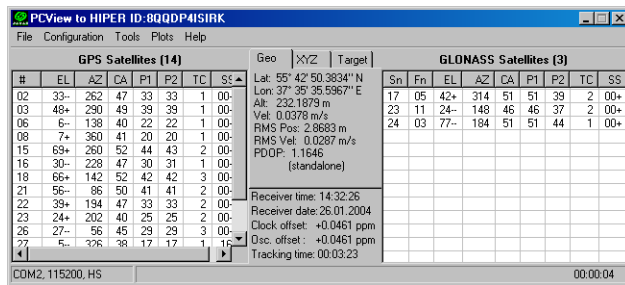 PCView to HIPER ID:8QQDP4ISIRK
File Configuration Tools Plots Help
GPS Satellites (14)
# EL AZ CA P1 P2 TC SS
02 33-- 262 47 33 33 1 00-
03 48+ 290 49 39 39 1 00-
06 6-- 138 40 22 22 1 00-
08 7+ 360 41 20 20 1 00-
15 69+ 260 52 44 43 2 00-
16 30-- 228 47 30 31 1 00-
18 66+ 142 52 42 42 3 00-
21 56-- 86 50 41 41 2 00-
22 39+ 194 47 33 33 2 00-
23 24+ 202 40 25 25 2 00-
26 27-- 56 45 29 29 3 00-
27 5-- 326 38 17 17 1 16
Geo XYZ Target
Lat: 55° 42' 50.3834" N
Lon: 37° 35' 35.5967" E
Alt: 232.1879 m
Vel: 0.0378 m/s
RMS Pos: 2.8683 m
RMS Vel: 0.0287 m/s
PDOP: 1.1646
(standalone)
Receiver time: 14:32:26
Receiver date: 26.01.2004
Clock offset: +0.0461 ppm
Osc. offset : +0.0461 ppm
Tracking time: 00:03:23
GLONASS Satellites (3)
Sn Fn EL AZ CA P1 P2 TC SS
17 05 42+ 314 51 51 39 2 00+
23 11 24-- 148 46 46 37 2 00+
24 03 77-- 184 51 51 44 1 00+
COM2, 115200, HS
00:00:04